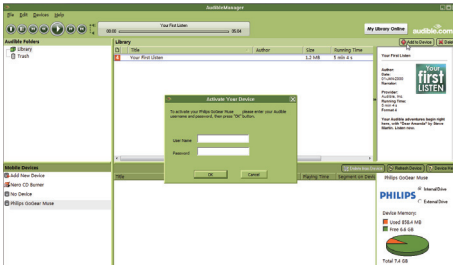 AudibleManager
File Edit Devices Help
00:00
Your First Listen
05:04
My Library Online
audible.com
Audible Folders
Library
Add to Device
Library
Trash
Title
Author
Size
Running Time
Your First Listen
1.2 MB
5 min 4 s
Your First Listen
Author:
Date:
01-JAN-2000
Narrator:
Provider:
Audible, Inc.
Running Time:
5 min 4 s
Format 4
Your
first
LISTEN
Your Audible adventures begin right
here, with "Dear Amanda" by Steve
Martin. Listen now.
Activate Your Device
To activate your Philips GoGear Muse please enter your Audible
username and password, then press "OK" button.
User Name
Password
OK
Cancel
Mobile Devices
Add New Device
Nero CD Burner
No Device
Philips GoGear Muse
Title
Playing Time
Segment on Devic
Refresh Device
Philips GoGear Muse
PHILIPS
InternalDrive
ExternalDrive
Device Memory:
Used 858.4 MB
Free 6.6 GB
Total 7.4 GB